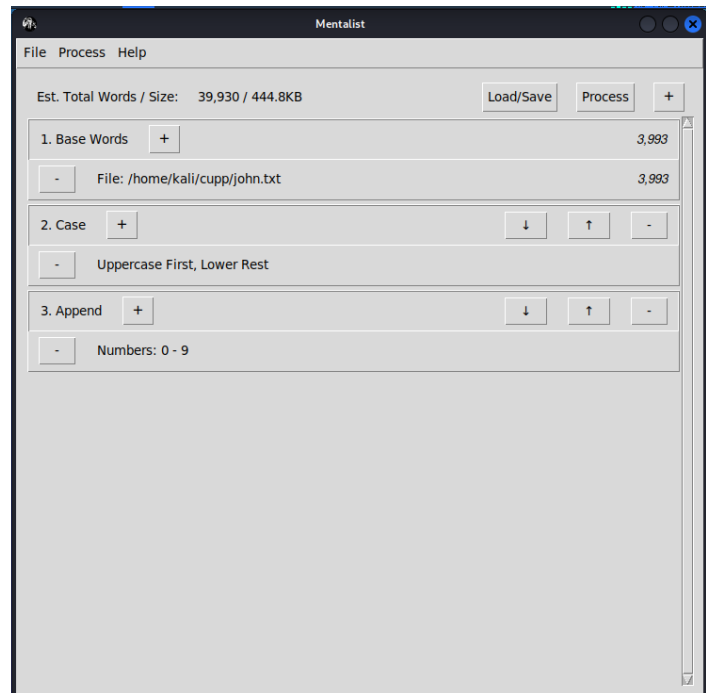 Mentalist
File Process Help
Est. Total Words / Size: 39,930 / 444.8KB Load/Save Process +
1. Base Words + 3,993
- File: /home/kali/cupp/john.txt 3,993
2. Case + ↓ ↑ -
- Uppercase First, Lower Rest
3. Append + ↓ ↑ -
- Numbers: 0 - 9